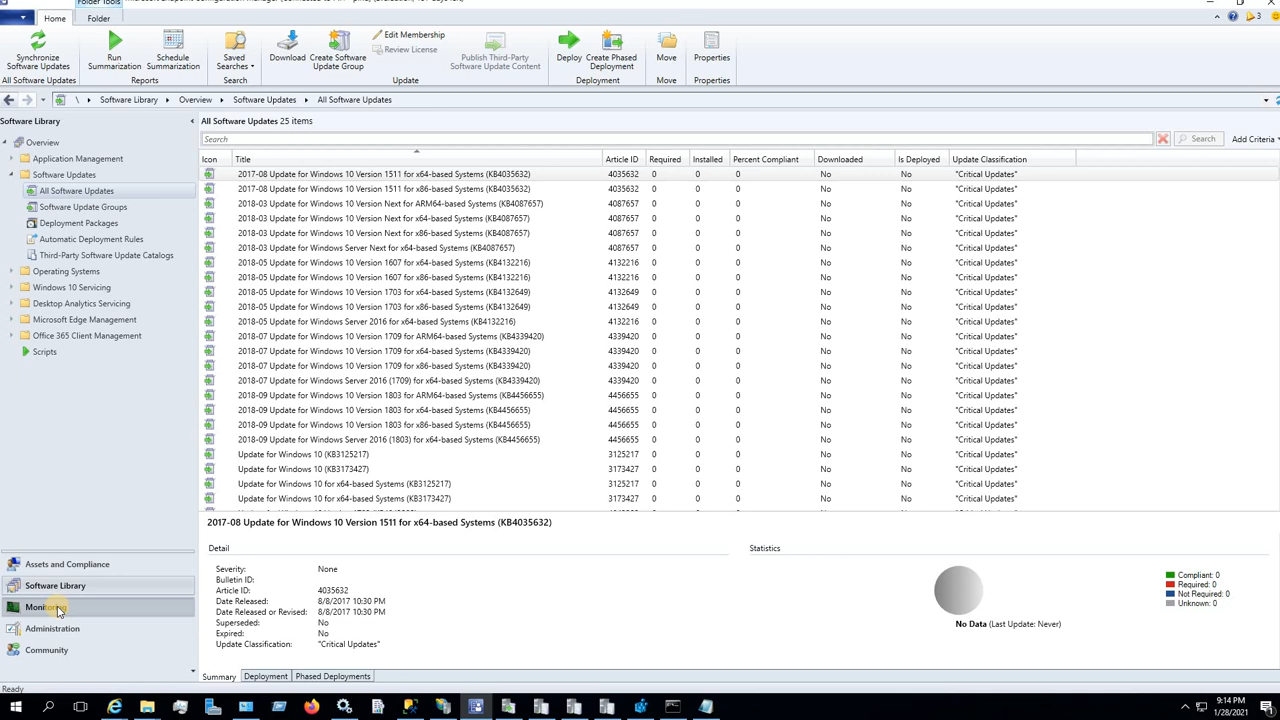 Folder Tools
Home
Folder
3
Synchronize
Software Updates
All Software Updates
Run
Summarization
Schedule
Summarization
Reports
Saved
Searches
Search
Download
Create Software
Update Group
Edit Membership
Review License
Update
Publish Third-Party
Software Update Content
Deploy
Create Phased
Deployment
Deployment
Move
Move
Properties
Properties
\ Software Library Overview Software Updates All Software Updates
Software Library
Overview
Application Management
Software Updates
All Software Updates
Software Update Groups
Deployment Packages
Automatic Deployment Rules
Third-Party Software Update Catalogs
Operating Systems
Windows 10 Servicing
Desktop Analytics Servicing
Microsoft Edge Management
Office 365 Client Management
Scripts
Assets and Compliance
Software Library
Monitoring
Administration
Community
All Software Updates 25 items
Search Search Add Criteria
Icon Title Article ID Required Installed Percent Compliant Downloaded Is Deployed Update Classification
2017-08 Update for Windows 10 Version 1511 for x64-based Systems (KB4035632) 4035632 0 0 0 No No "Critical Updates"
2017-08 Update for Windows 10 Version 1511 for x86-based Systems (KB4035632) 4035632 0 0 0 No No "Critical Updates"
2018-03 Update for Windows 10 Version Next for ARM64-based Systems (KB4087657) 4087657 0 0 0 No No "Critical Updates"
2018-03 Update for Windows 10 Version Next for x64-based Systems (KB4087657) 4087657 0 0 0 No No "Critical Updates"
2018-03 Update for Windows 10 Version Next for x86-based Systems (KB4087657) 4087657 0 0 0 No No "Critical Updates"
2018-03 Update for Windows Server Next for x64-based Systems (KB4087657) 4087657 0 0 0 No No "Critical Updates"
2018-05 Update for Windows 10 Version 1607 for x64-based Systems (KB4132216) 4132216 0 0 0 No No "Critical Updates"
2018-05 Update for Windows 10 Version 1607 for x86-based Systems (KB4132216) 4132216 0 0 0 No No "Critical Updates"
2018-05 Update for Windows 10 Version 1703 for x64-based Systems (KB4132649) 4132649 0 0 0 No No "Critical Updates"
2018-05 Update for Windows 10 Version 1703 for x86-based Systems (KB4132649) 4132649 0 0 0 No No "Critical Updates"
2018-05 Update for Windows Server 2016 for x64-based Systems (KB4132216) 4132216 0 0 0 No No "Critical Updates"
2018-07 Update for Windows 10 Version 1709 for ARM64-based Systems (KB4339420) 4339420 0 0 0 No No "Critical Updates"
2018-07 Update for Windows 10 Version 1709 for x64-based Systems (KB4339420) 4339420 0 0 0 No No "Critical Updates"
2018-07 Update for Windows 10 Version 1709 for x86-based Systems (KB4339420) 4339420 0 0 0 No No "Critical Updates"
2018-07 Update for Windows Server 2016 (1709) for x64-based Systems (KB4339420) 4339420 0 0 0 No No "Critical Updates"
2018-09 Update for Windows 10 Version 1803 for ARM64-based Systems (KB4456655) 4456655 0 0 0 No No "Critical Updates"
2018-09 Update for Windows 10 Version 1803 for x64-based Systems (KB4456655) 4456655 0 0 0 No No "Critical Updates"
2018-09 Update for Windows 10 Version 1803 for x86-based Systems (KB4456655) 4456655 0 0 0 No No "Critical Updates"
2018-09 Update for Windows Server 2016 (1803) for x64-based Systems (KB4456655) 4456655 0 0 0 No No "Critical Updates"
Update for Windows 10 (KB3125217) 3125217 0 0 0 No No "Critical Updates"
Update for Windows 10 (KB3173427) 3173427 0 0 0 No No "Critical Updates"
Update for Windows 10 for x64-based Systems (KB3125217) 3125217 0 0 0 No No "Critical Updates"
Update for Windows 10 for x64-based Systems (KB3173427) 3173427 0 0 0 No No "Critical Updates"
2017-08 Update for Windows 10 Version 1511 for x64-based Systems (KB4035632)
Detail
Severity: None
Bulletin ID:
Article ID: 4035632
Date Released: 8/8/2017 10:30 PM
Date Released or Revised: 8/8/2017 10:30 PM
Superseded: No
Expired: No
Update Classification: "Critical Updates"
Statistics
No Data (Last Update: Never)
Compliant: 0
Required: 0
Not Required: 0
Unknown: 0
Summary Deployment Phased Deployments
Ready
9:14 PM
1/28/2021